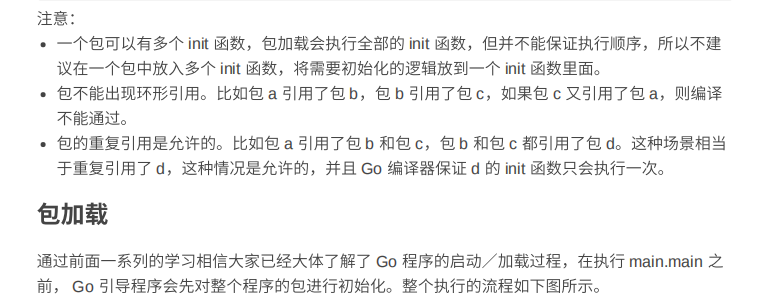 注意：
一个包可以有多个 init 函数，包加载会执行全部的 init 函数，但并不能保证执行顺序，所以不建
议在一个包中放入多个 init 函数，将需要初始化的逻辑放到一个 init 函数里面。
包不能出现环形引用。比如包 a 引用了包 b，包 b 引用了包 c，如果包 c 又引用了包 a，则编译
不能通过。
包的重复引用是允许的。比如包 a 引用了包 b 和包 c，包 b 和包 c 都引用了包 d。这种场景相当
于重复引用了 d，这种情况是允许的，并且 Go 编译器保证 d 的 init 函数只会执行一次。
包加载
通过前面一系列的学习相信大家已经大体了解了 Go 程序的启动／加载过程，在执行 main.main 之
前， Go 引导程序会先对整个程序的包进行初始化。整个执行的流程如下图所示。